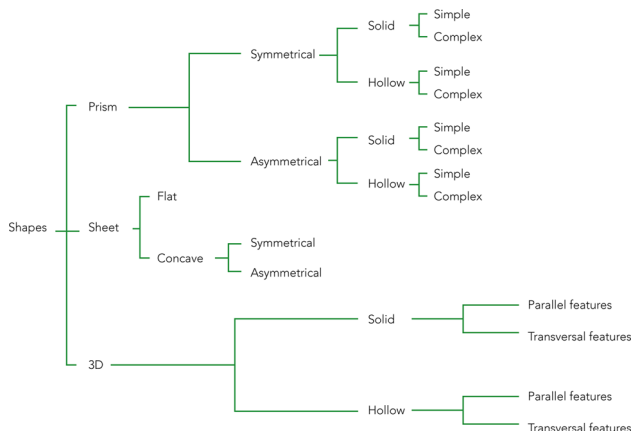 Shapes
Prism
Symmetrical
Solid
Simple
Complex
Hollow
Simple
Complex
Asymmetrical
Solid
Simple
Complex
Hollow
Simple
Complex
Sheet
Flat
Concave
Symmetrical
Asymmetrical
3D
Solid
Parallel features
Transversal features
Hollow
Parallel features
Transversal features